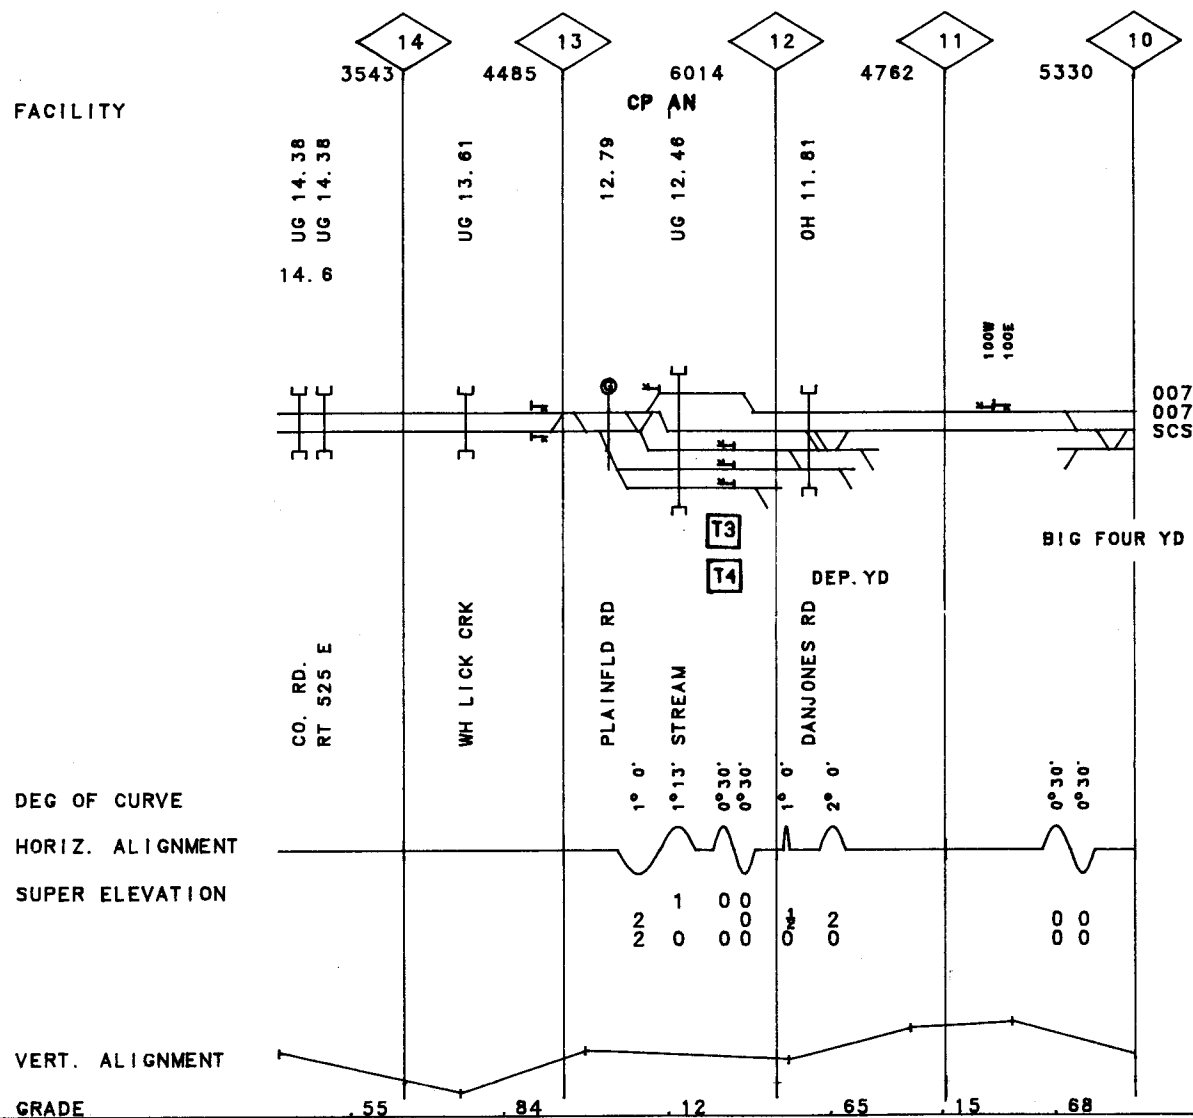 14 13 12 11 10
3543 4485 6014 4762 5330
FACILITY
CP AN
UG 14.38
UG 14.38
UG 13.61
12.79
UG 12.46
OH 11.81
14.6
100W
100E
G
007
007
SCS
T3
T4
BIG FOUR YD
DEP. YD
CO. RD.
RT 525 E
WH LICK CRK
PLAINFLD RD
STREAM
DANJONES RD
DEG OF CURVE
1° 0' 1°13' 0°30' 0°30' 1° 0' 2° 0' 0°30' 0°30'
HORIZ. ALIGNMENT
SUPER ELEVATION
1 0 0
2 0 2 0 0
2 0 0 0 0 0 0 0
VERT. ALIGNMENT
GRADE .55 .84 .12 .65 .15 .68